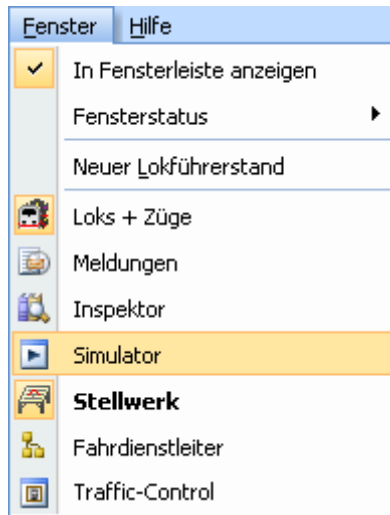 Fenster Hilfe
In Fensterleiste anzeigen
Fensterstatus
Neuer Lokführerstand
Loks + Züge
Meldungen
Inspektor
Simulator
Stellwerk
Fahrdienstleiter
Traffic-Control